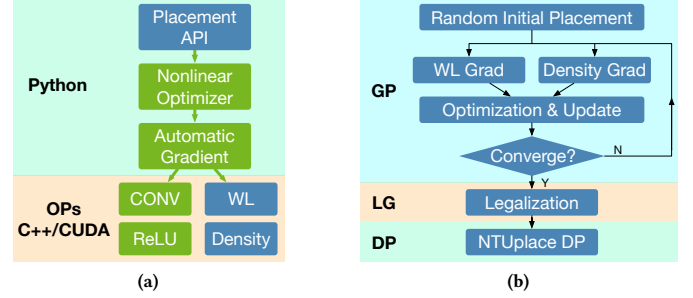 Placement
API
Python
Nonlinear
Optimizer
Automatic
Gradient
OPs
C++/CUDA
CONV
WL
ReLU
Density
(a)
Random Initial Placement
GP
WL Grad
Density Grad
Optimization & Update
Converge?
N
Y
LG
Legalization
DP
NTUplace DP
(b)